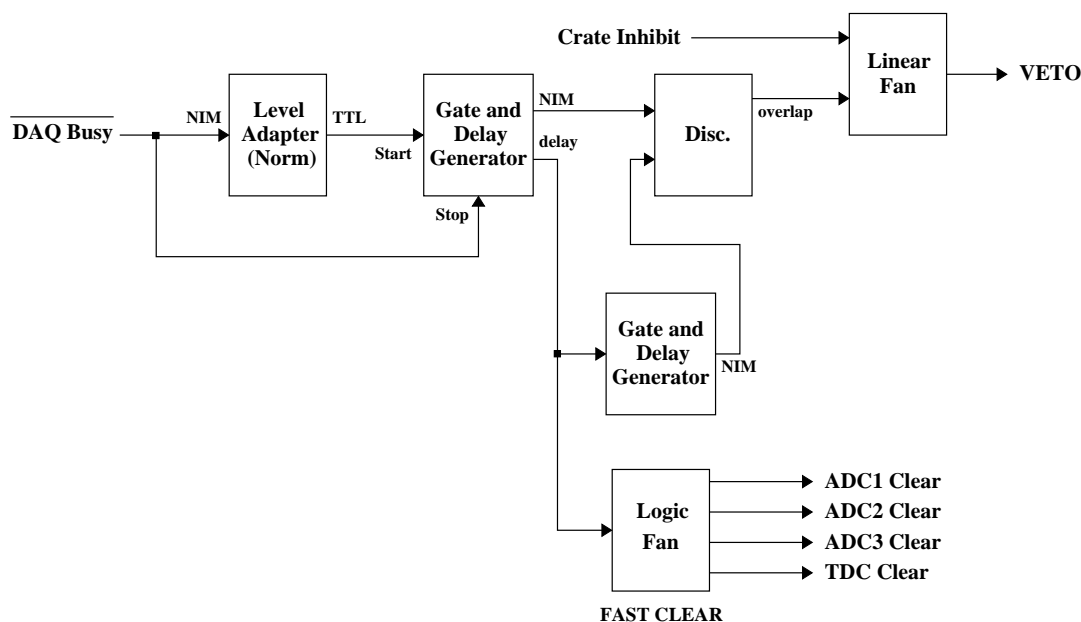 Crate Inhibit
Linear
Fan
VETO
DAQ Busy
NIM
Level
Adapter
(Norm)
TTL
Start
Gate and
Delay
Generator
Stop
NIM
delay
Disc.
overlap
Gate and
Delay
Generator
NIM
Logic
Fan
ADC1 Clear
ADC2 Clear
ADC3 Clear
TDC Clear
FAST CLEAR